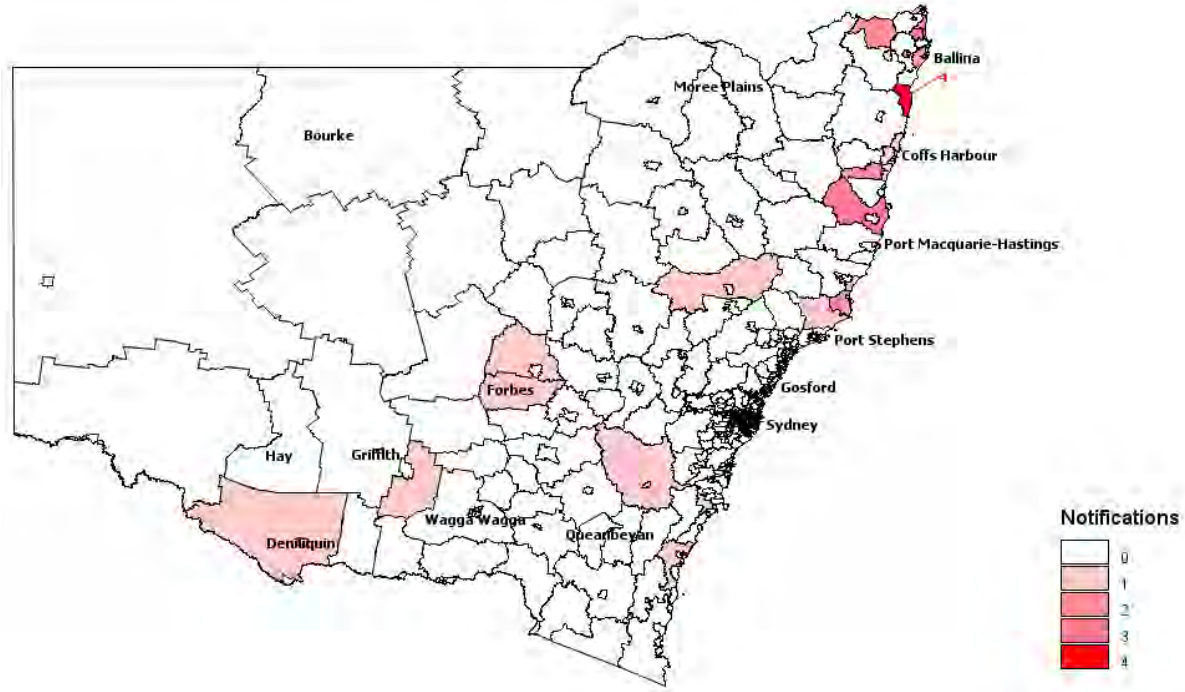 Ballina
Moree Plains
4
Bourke
Coffs Harbour
Port Macquarie-Hastings
Port Stephens
Forbes
Gosford
Sydney
Hay
Griffith
Wagga Wagga
Queanbeyan
Deniliquin
Notifications
0
1
2
3
4